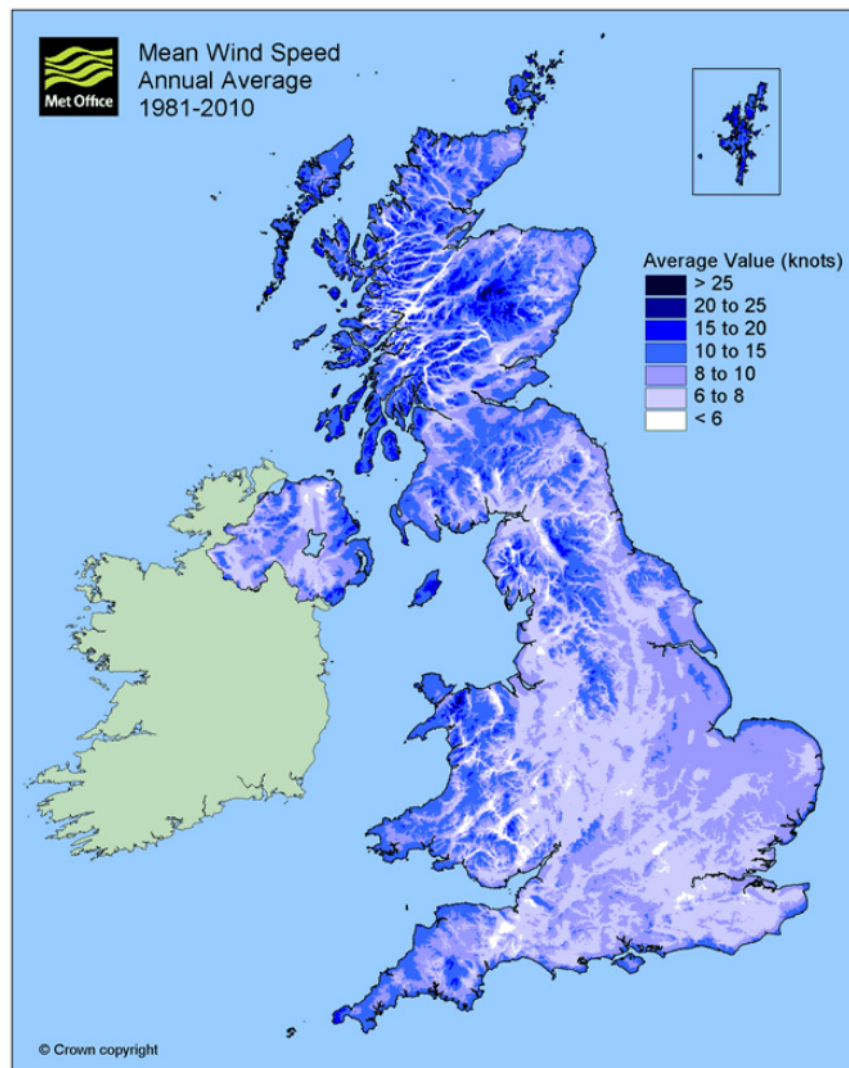 Met Office
Mean Wind Speed
Annual Average
1981-2010
Average Value (knots)
> 25
20 to 25
15 to 20
10 to 15
8 to 10
6 to 8
< 6
© Crown copyright